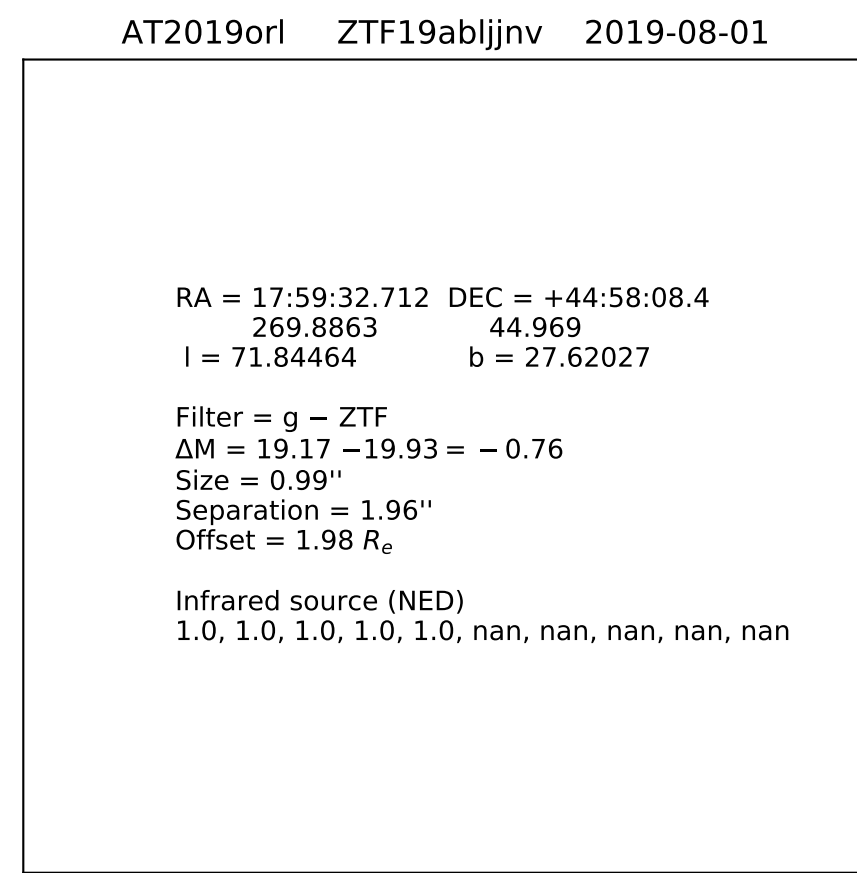 AT2019orl ZTF19abljjnv 2019-08-01
RA = 17:59:32.712 DEC = +44:58:08.4
269.8863 44.969
l = 71.84464 b = 27.62027
Filter = g − ZTF
ΔM = 19.17 −19.93 = − 0.76
Size = 0.99''
Separation = 1.96''
Offset = 1.98 Rₑ
Infrared source (NED)
1.0, 1.0, 1.0, 1.0, 1.0, nan, nan, nan, nan, nan